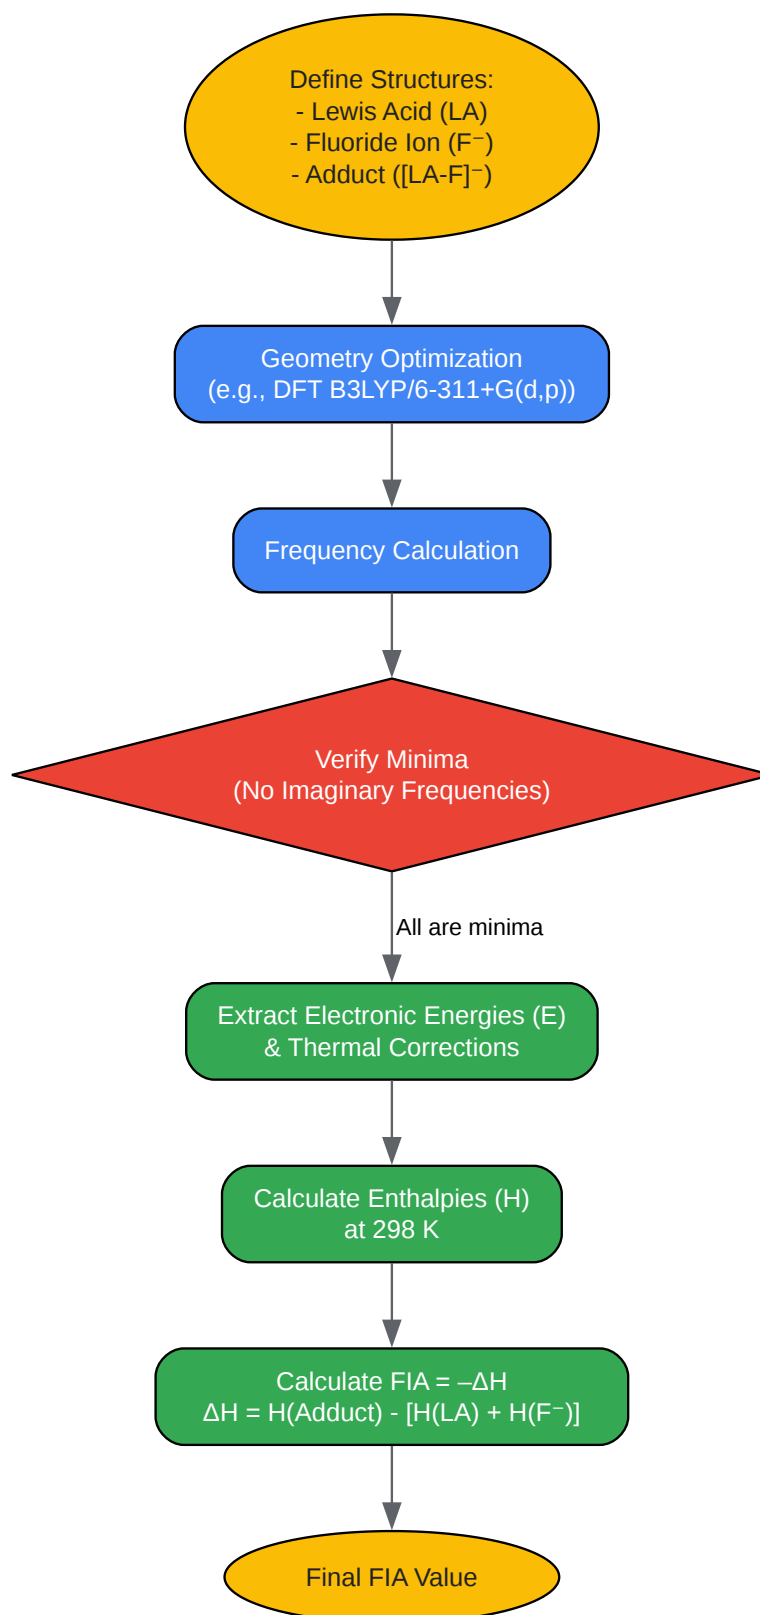 Define Structures:
- Lewis Acid (LA)
- Fluoride Ion (F⁻)
- Adduct ([LA-F]⁻)
Geometry Optimization
(e.g., DFT B3LYP/6-311+G(d,p))
Frequency Calculation
Verify Minima
(No Imaginary Frequencies)
All are minima
Extract Electronic Energies (E)
& Thermal Corrections
Calculate Enthalpies (H)
at 298 K
Calculate FIA = –ΔH
ΔH = H(Adduct) - [H(LA) + H(F⁻)]
Final FIA Value